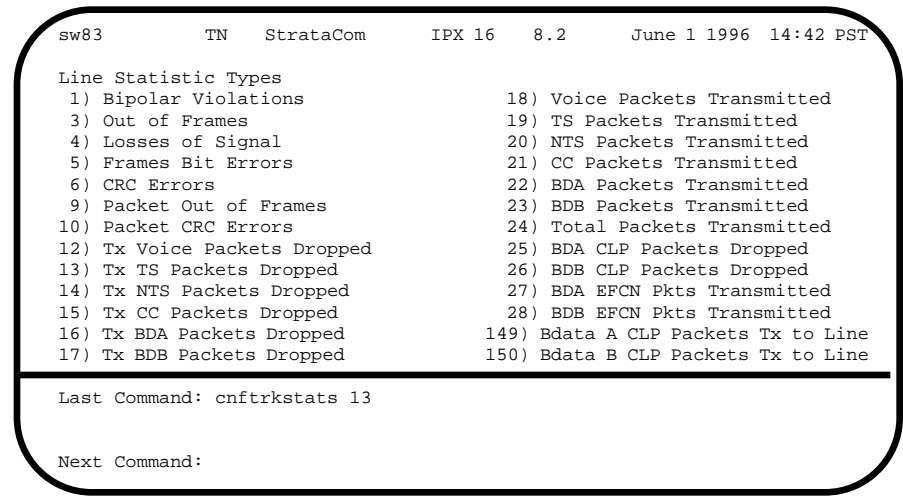 sw83 TN StrataCom IPX 16 8.2 June 1 1996 14:42 PST
Line Statistic Types
1) Bipolar Violations 18) Voice Packets Transmitted
3) Out of Frames 19) TS Packets Transmitted
4) Losses of Signal 20) NTS Packets Transmitted
5) Frames Bit Errors 21) CC Packets Transmitted
6) CRC Errors 22) BDA Packets Transmitted
9) Packet Out of Frames 23) BDB Packets Transmitted
10) Packet CRC Errors 24) Total Packets Transmitted
12) Tx Voice Packets Dropped 25) BDA CLP Packets Dropped
13) Tx TS Packets Dropped 26) BDB CLP Packets Dropped
14) Tx NTS Packets Dropped 27) BDA EFCN Pkts Transmitted
15) Tx CC Packets Dropped 28) BDB EFCN Pkts Transmitted
16) Tx BDA Packets Dropped 149) Bdata A CLP Packets Tx to Line
17) Tx BDB Packets Dropped 150) Bdata B CLP Packets Tx to Line
Last Command: cnftrkstats 13
Next Command: